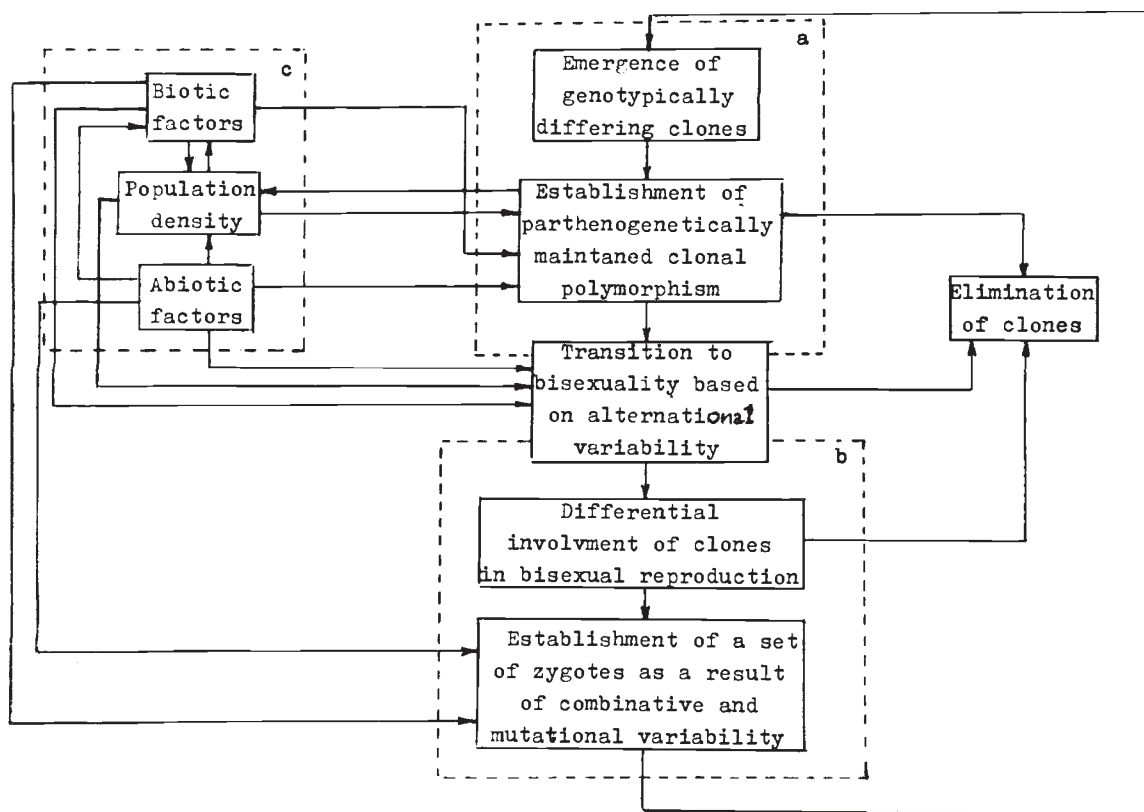 a
Emergence of
genotypically
differing clones
c
Biotic
factors
Population
density
Abiotic
factors
Establishment of
parthenogenetically
maintaned clonal
polymorphism
Elimination
of clones
Transition to
bisexuality based
on alternational
variability
b
Differential
involvment of clones
in bisexual reproduction
Establishment of a set
of zygotes as a result
of combinative and
mutational variability